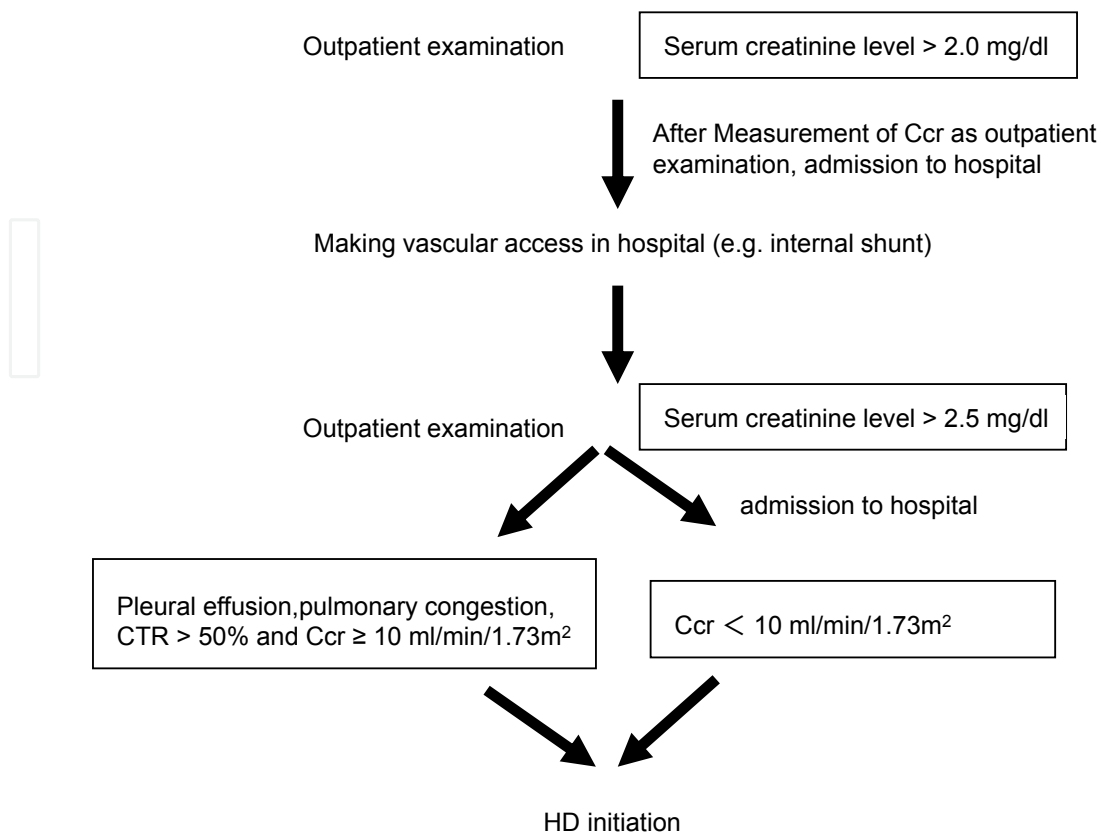 Outpatient examination
Serum creatinine level > 2.0 mg/dl
After Measurement of Ccr as outpatient
examination, admission to hospital
Making vascular access in hospital (e.g. internal shunt)
Outpatient examination
Serum creatinine level > 2.5 mg/dl
admission to hospital
Pleural effusion,pulmonary congestion,
CTR > 50% and Ccr ≥ 10 ml/min/1.73m²
Ccr < 10 ml/min/1.73m²
HD initiation